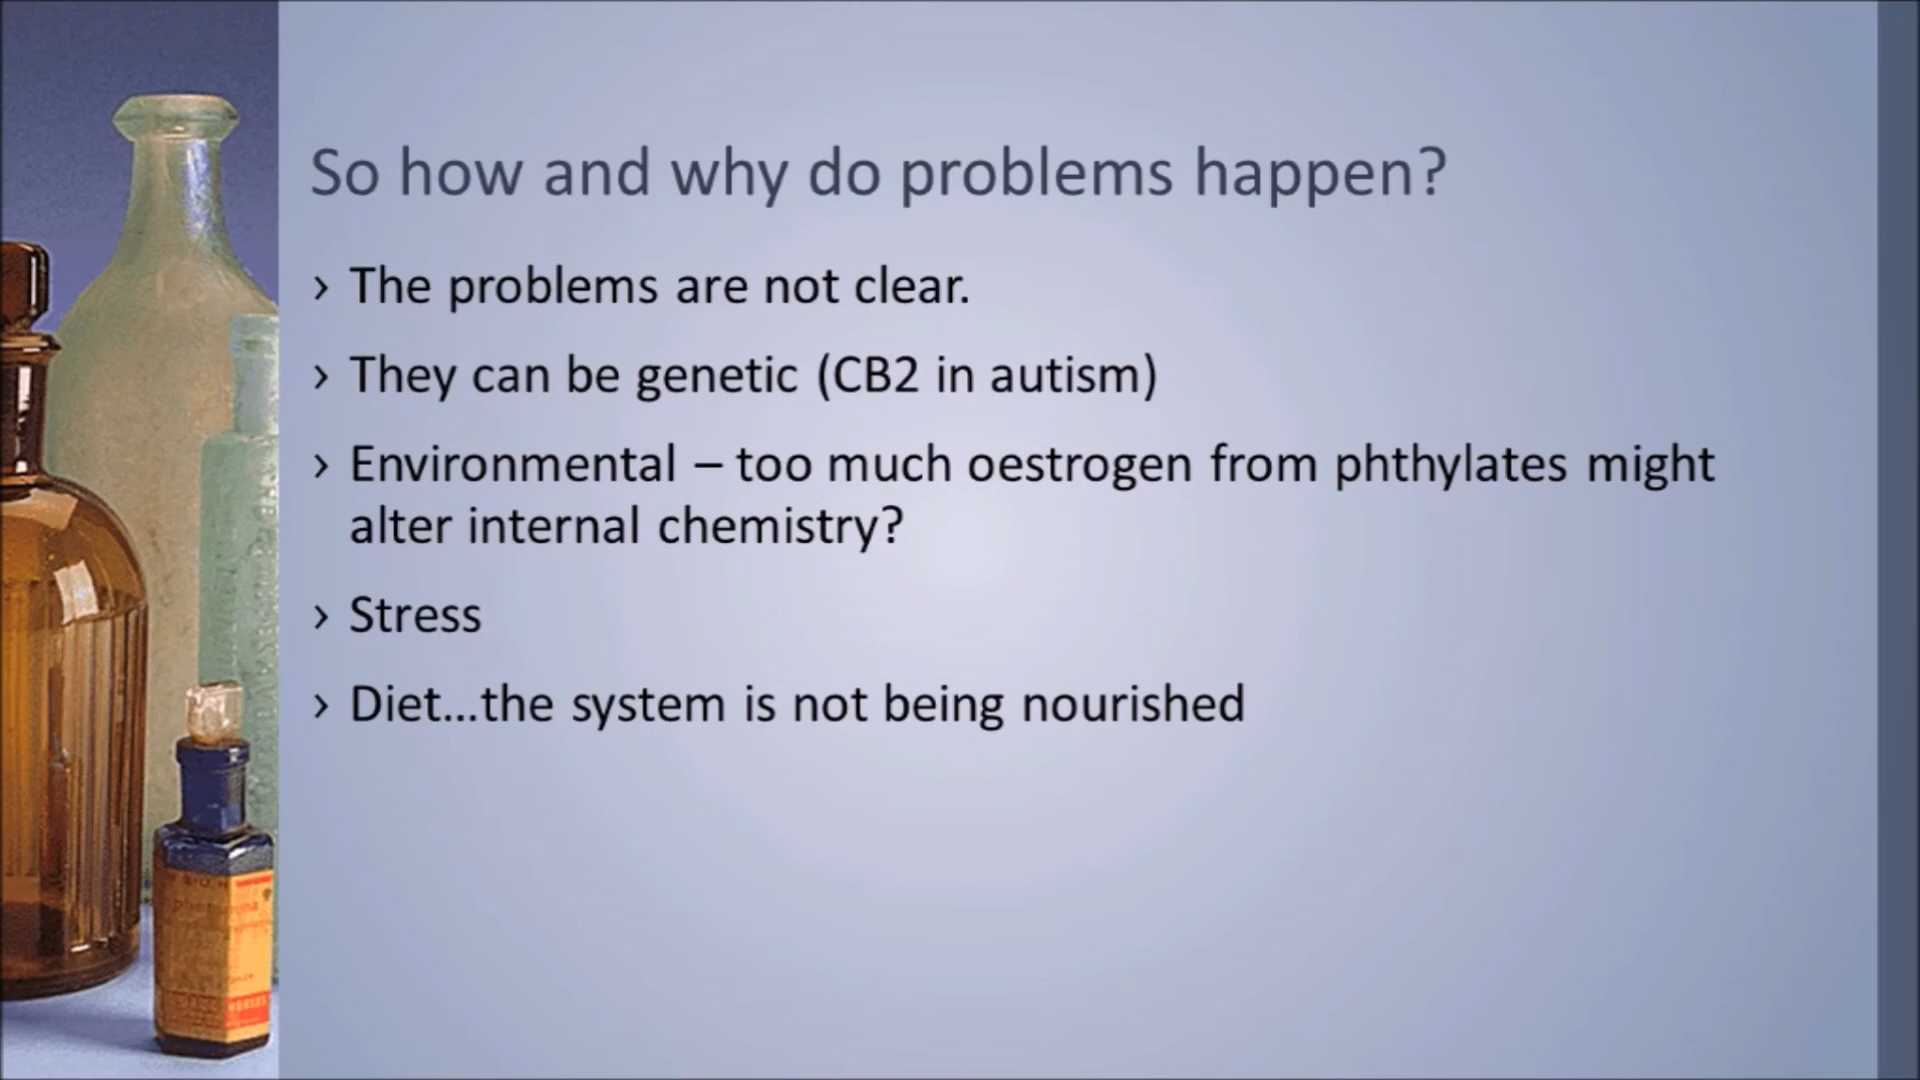 So how and why do problems happen?
› The problems are not clear.
› They can be genetic (CB2 in autism)
› Environmental – too much oestrogen from phthylates might
alter internal chemistry?
› Stress
› Diet...the system is not being nourished